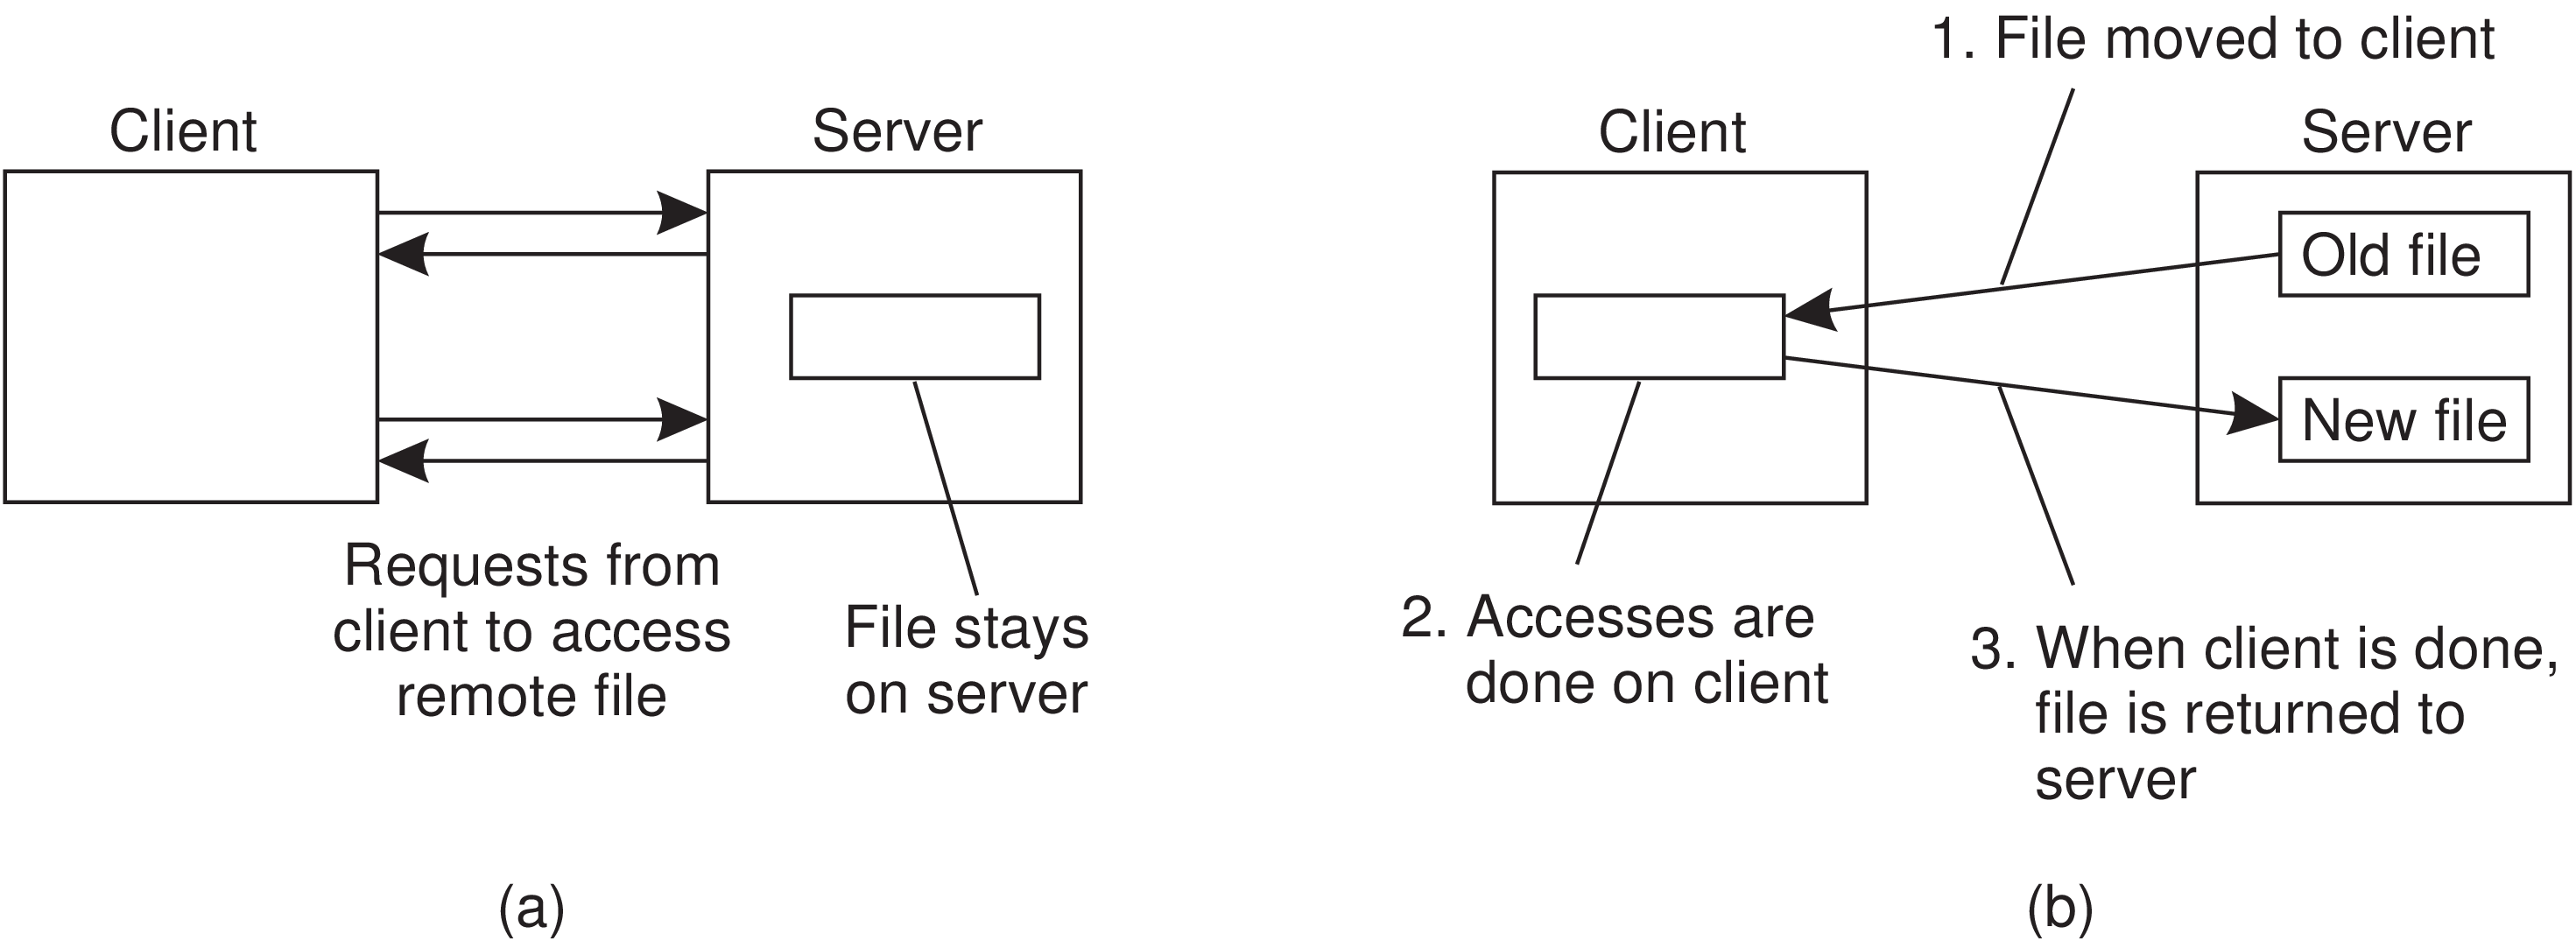 Client
Server
Requests from
client to access
remote file
File stays
on server
(a)
1. File moved to client
Client
Server
Old file
New file
2. Accesses are
done on client
3. When client is done,
file is returned to
server
(b)